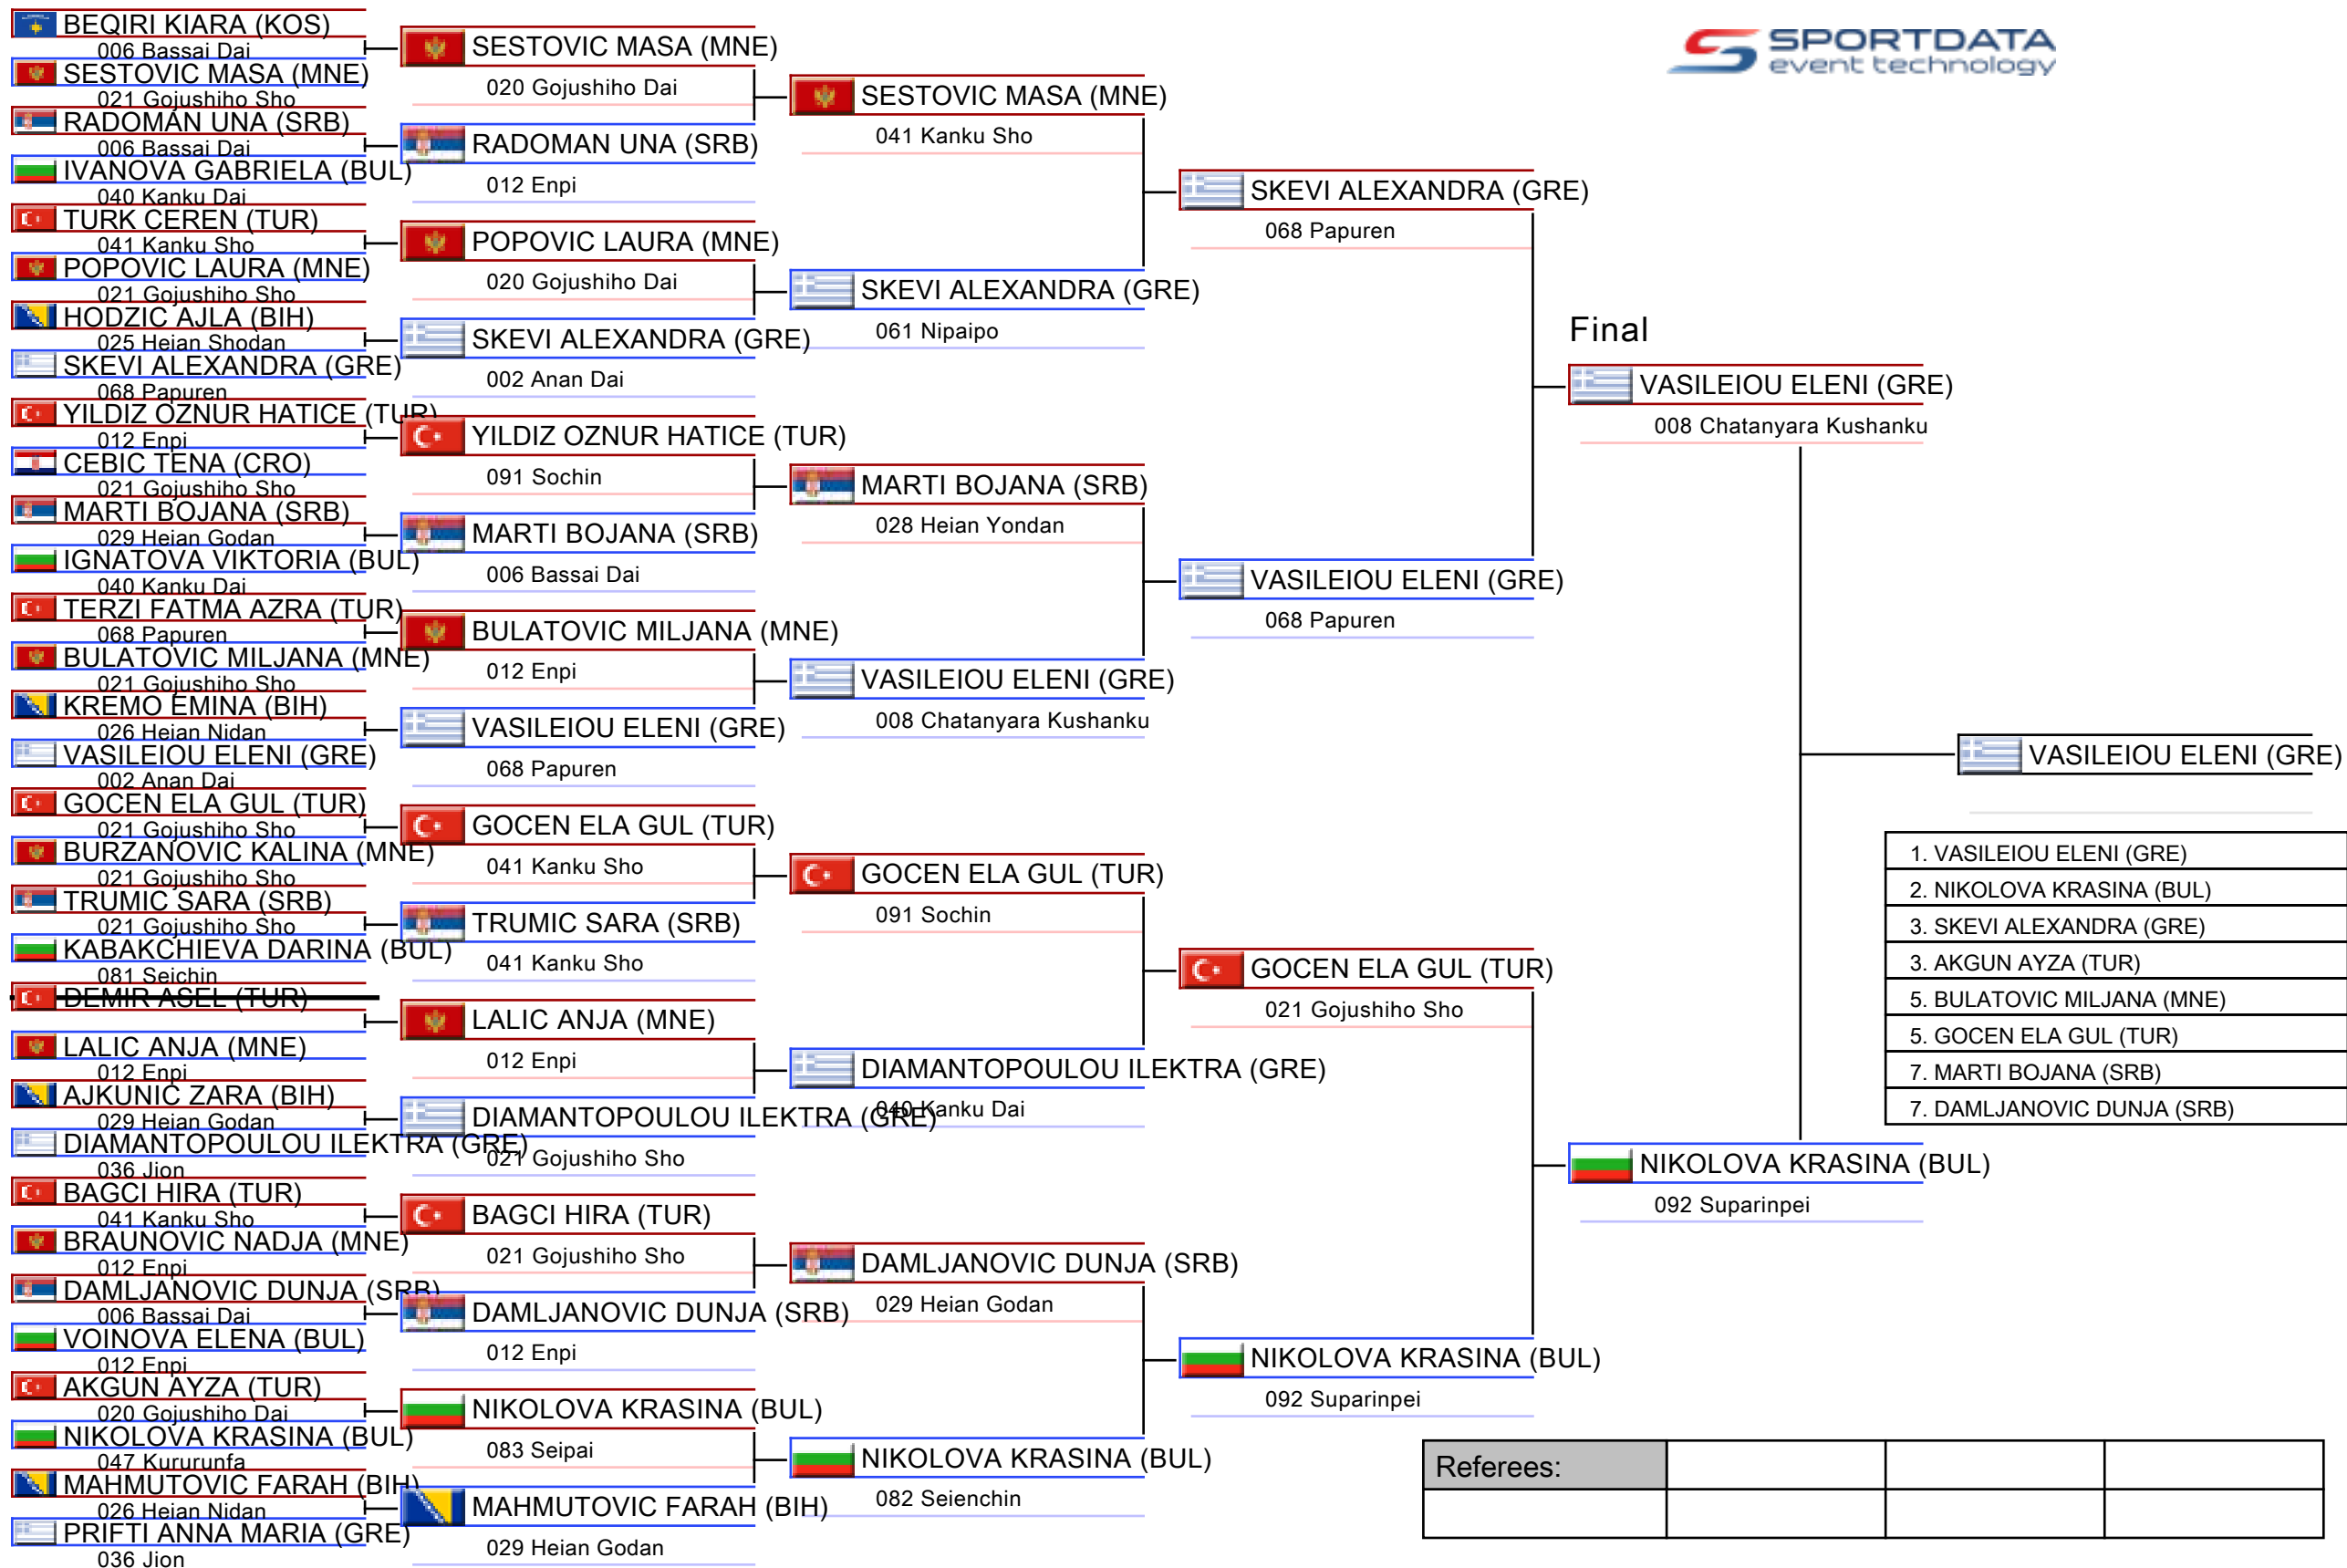 SPORTDATA
event technology
BEQIRI KIARA (KOS)
006 Bassai Dai
SESTOVIC MASA (MNE)
021 Gojushiho Sho
RADOMAN UNA (SRB)
006 Bassai Dai
IVANOVA GABRIELA (BUL)
040 Kanku Dai
TURK CEREN (TUR)
041 Kanku Sho
POPOVIC LAURA (MNE)
021 Gojushiho Sho
HODZIC AJLA (BIH)
025 Heian Shodan
SKEVI ALEXANDRA (GRE)
068 Papuren
YILDIZ OZNUR HATICE (TUR)
012 Enpi
CEBIC TENA (CRO)
021 Gojushiho Sho
MARTI BOJANA (SRB)
029 Heian Godan
IGNATOVA VIKTORIA (BUL)
040 Kanku Dai
TERZI FATMA AZRA (TUR)
068 Papuren
BULATOVIC MILJANA (MNE)
021 Gojushiho Sho
KREMO EMINA (BIH)
026 Heian Nidan
VASILEIOU ELENI (GRE)
002 Anan Dai
GOCEN ELA GUL (TUR)
021 Gojushiho Sho
BURZANOVIC KALINA (MNE)
021 Gojushiho Sho
TRUMIC SARA (SRB)
021 Gojushiho Sho
KABAKCHIEVA DARINA (BUL)
081 Seichin
DEMIR ASEL (TUR)
LALIC ANJA (MNE)
012 Enpi
AJKUNIC ZARA (BIH)
029 Heian Godan
DIAMANTOPOULOU ILEKTRA (GRE)
036 Jion
BAGCI HIRA (TUR)
041 Kanku Sho
BRAUNOVIC NADJA (MNE)
012 Enpi
DAMLJANOVIC DUNJA (SRB)
006 Bassai Dai
VOINOVA ELENA (BUL)
012 Enpi
AKGUN AYZA (TUR)
020 Gojushiho Dai
NIKOLOVA KRASINA (BUL)
047 Kururunfa
MAHMUTOVIC FARAH (BIH)
026 Heian Nidan
PRIFTI ANNA MARIA (GRE)
036 Jion
SESTOVIC MASA (MNE)
020 Gojushiho Dai
RADOMAN UNA (SRB)
012 Enpi
POPOVIC LAURA (MNE)
020 Gojushiho Dai
SKEVI ALEXANDRA (GRE)
002 Anan Dai
YILDIZ OZNUR HATICE (TUR)
091 Sochin
MARTI BOJANA (SRB)
006 Bassai Dai
BULATOVIC MILJANA (MNE)
012 Enpi
VASILEIOU ELENI (GRE)
068 Papuren
GOCEN ELA GUL (TUR)
041 Kanku Sho
TRUMIC SARA (SRB)
041 Kanku Sho
LALIC ANJA (MNE)
012 Enpi
DIAMANTOPOULOU ILEKTRA (GRE)
021 Gojushiho Sho
BAGCI HIRA (TUR)
021 Gojushiho Sho
DAMLJANOVIC DUNJA (SRB)
012 Enpi
NIKOLOVA KRASINA (BUL)
083 Seipai
MAHMUTOVIC FARAH (BIH)
029 Heian Godan
SESTOVIC MASA (MNE)
041 Kanku Sho
SKEVI ALEXANDRA (GRE)
061 Nipaipo
MARTI BOJANA (SRB)
028 Heian Yondan
VASILEIOU ELENI (GRE)
008 Chatanyara Kushanku
GOCEN ELA GUL (TUR)
091 Sochin
DIAMANTOPOULOU ILEKTRA (GRE)
040 Kanku Dai
DAMLJANOVIC DUNJA (SRB)
029 Heian Godan
NIKOLOVA KRASINA (BUL)
082 Seienchin
SKEVI ALEXANDRA (GRE)
068 Papuren
VASILEIOU ELENI (GRE)
068 Papuren
GOCEN ELA GUL (TUR)
021 Gojushiho Sho
NIKOLOVA KRASINA (BUL)
092 Suparinpei
Final
VASILEIOU ELENI (GRE)
008 Chatanyara Kushanku
NIKOLOVA KRASINA (BUL)
092 Suparinpei
VASILEIOU ELENI (GRE)
1. VASILEIOU ELENI (GRE)
2. NIKOLOVA KRASINA (BUL)
3. SKEVI ALEXANDRA (GRE)
3. AKGUN AYZA (TUR)
5. BULATOVIC MILJANA (MNE)
5. GOCEN ELA GUL (TUR)
7. MARTI BOJANA (SRB)
7. DAMLJANOVIC DUNJA (SRB)
Referees: